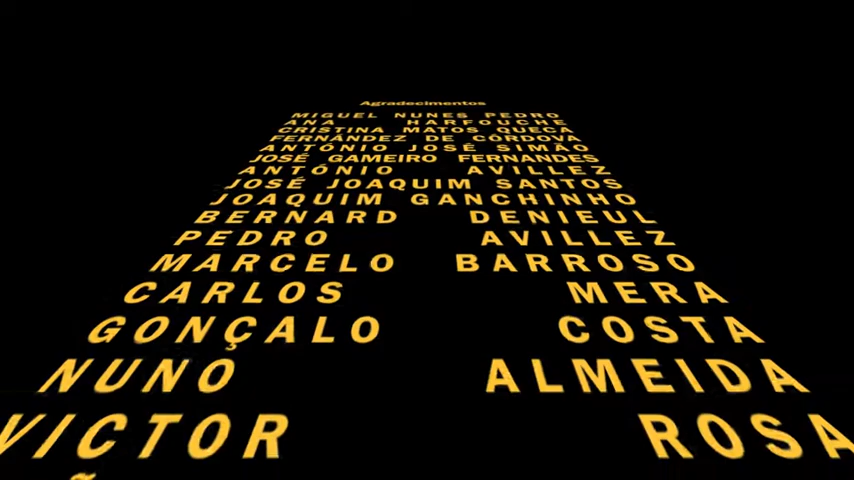 Agradecimentos
MIGUEL NUNES PEDRO
ANA HARFOUCHE
CRISTINA MATOS QUECA
FERNÁNDEZ DE CÓRDOVA
ANTÓNIO JOSÉ SIMÃO
JOSÉ GAMEIRO FERNANDES
ANTÓNIO AVILLEZ
JOSÉ JOAQUIM SANTOS
JOAQUIM GANCHINHO
BERNARD DENIEUL
PEDRO AVILLEZ
MARCELO BARROSO
CARLOS MERA
GONÇALO COSTA
NUNO ALMEIDA
VICTOR ROSA